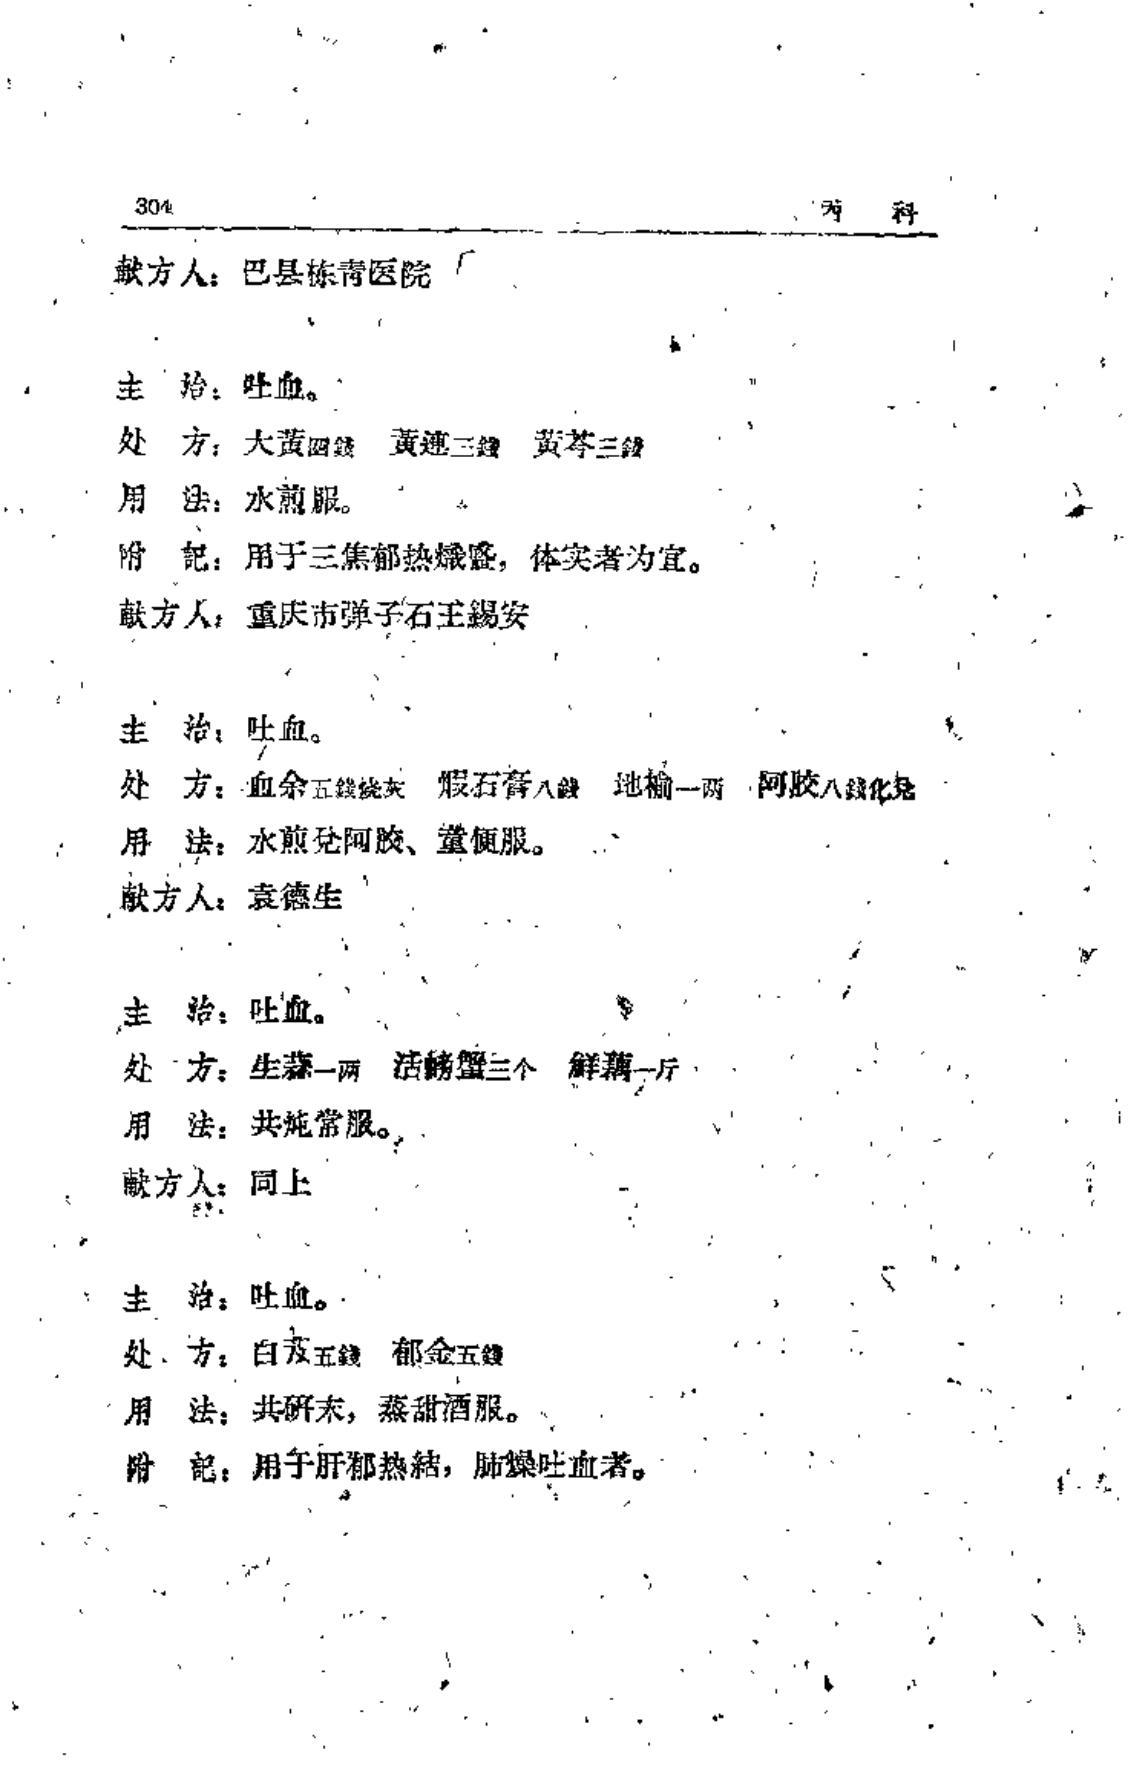 304 内 科
献方人：巴县栋青医院
主 治：吐血。
处 方：大黄四錢 黄連三錢 黄芩三錢
用 法：水煎服。
附 記：用于三焦郁热熾盛，体实者为宜。
献方人：重庆市弹子石王錫安
主 治：吐血。
处 方：血余五錢烧灰 煅石膏八錢 地榆一两 阿胶八錢化兌
用 法：水煎兌阿胶、童便服。
献方人：袁德生
主 治：吐血。
处 方：生蒜一两 活螃蟹三个 鮮藕一斤
用 法：共炖常服。
献方人：同上
主 治：吐血。
处 方：白芨五錢 郁金五錢
用 法：共研末，蒸甜酒服。
附 記：用于肝郁热結，肺燥吐血者。